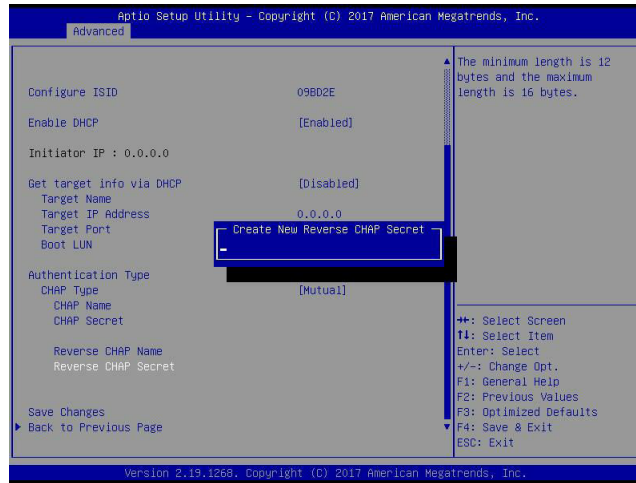 Aptio Setup Utility – Copyright (C) 2017 American Megatrends, Inc.
Advanced
Configure ISID 09BD2E
Enable DHCP [Enabled]
Initiator IP : 0.0.0.0
Get target info via DHCP [Disabled]
Target Name
Target IP Address 0.0.0.0
Target Port
Boot LUN
Create New Reverse CHAP Secret
Authentication Type
CHAP Type [Mutual]
CHAP Name
CHAP Secret
Reverse CHAP Name
Reverse CHAP Secret
Save Changes
Back to Previous Page
The minimum length is 12
bytes and the maximum
length is 16 bytes.
→←: Select Screen
↑↓: Select Item
Enter: Select
+/-: Change Opt.
F1: General Help
F2: Previous Values
F3: Optimized Defaults
F4: Save & Exit
ESC: Exit
Version 2.19.1268. Copyright (C) 2017 American Megatrends, Inc.